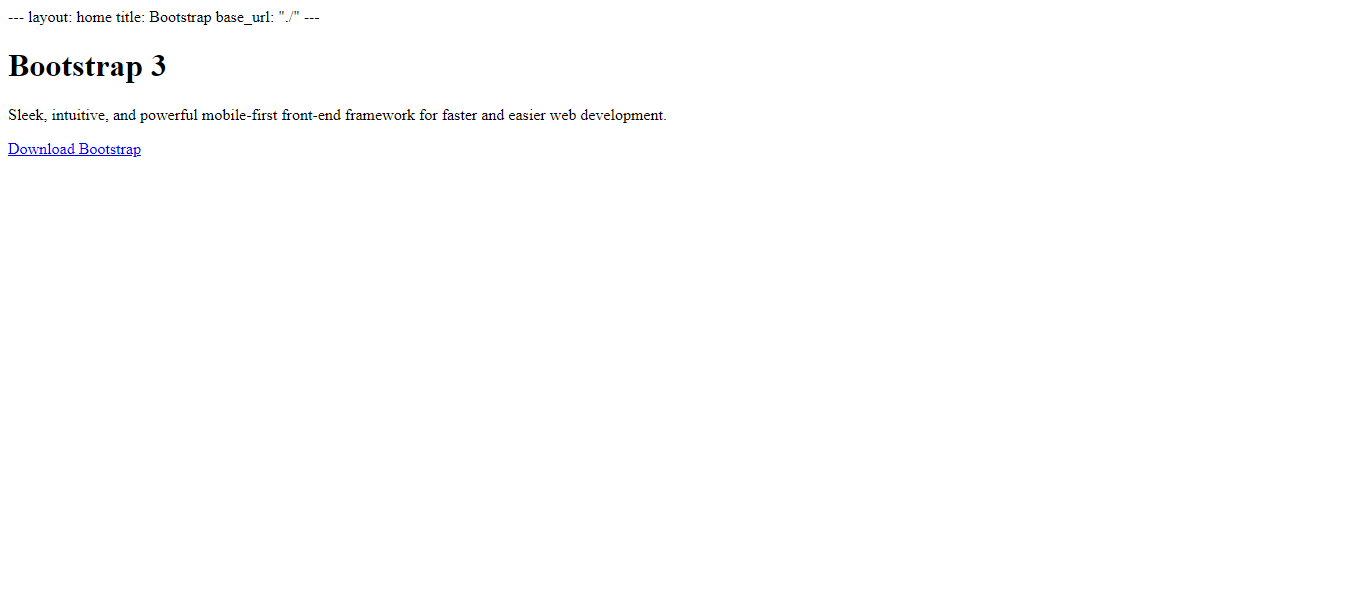 --- layout: home title: Bootstrap base_url: "./" ---
Bootstrap 3
Sleek, intuitive, and powerful mobile-first front-end framework for faster and easier web development.
Download Bootstrap